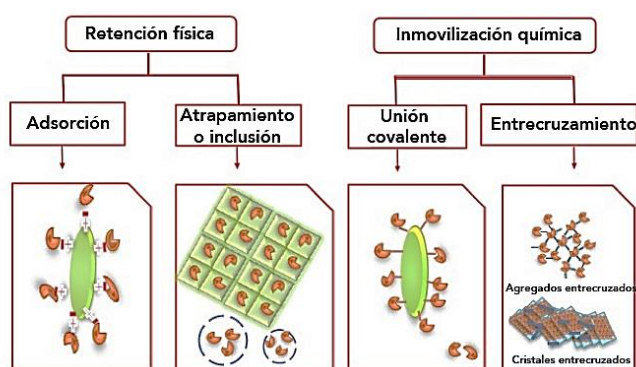 Retención física
Inmovilización química
Adsorción
Atrapamiento
o inclusión
Unión
covalente
Entrecruzamiento
Agregados entrecruzados
Cristales entrecruzados